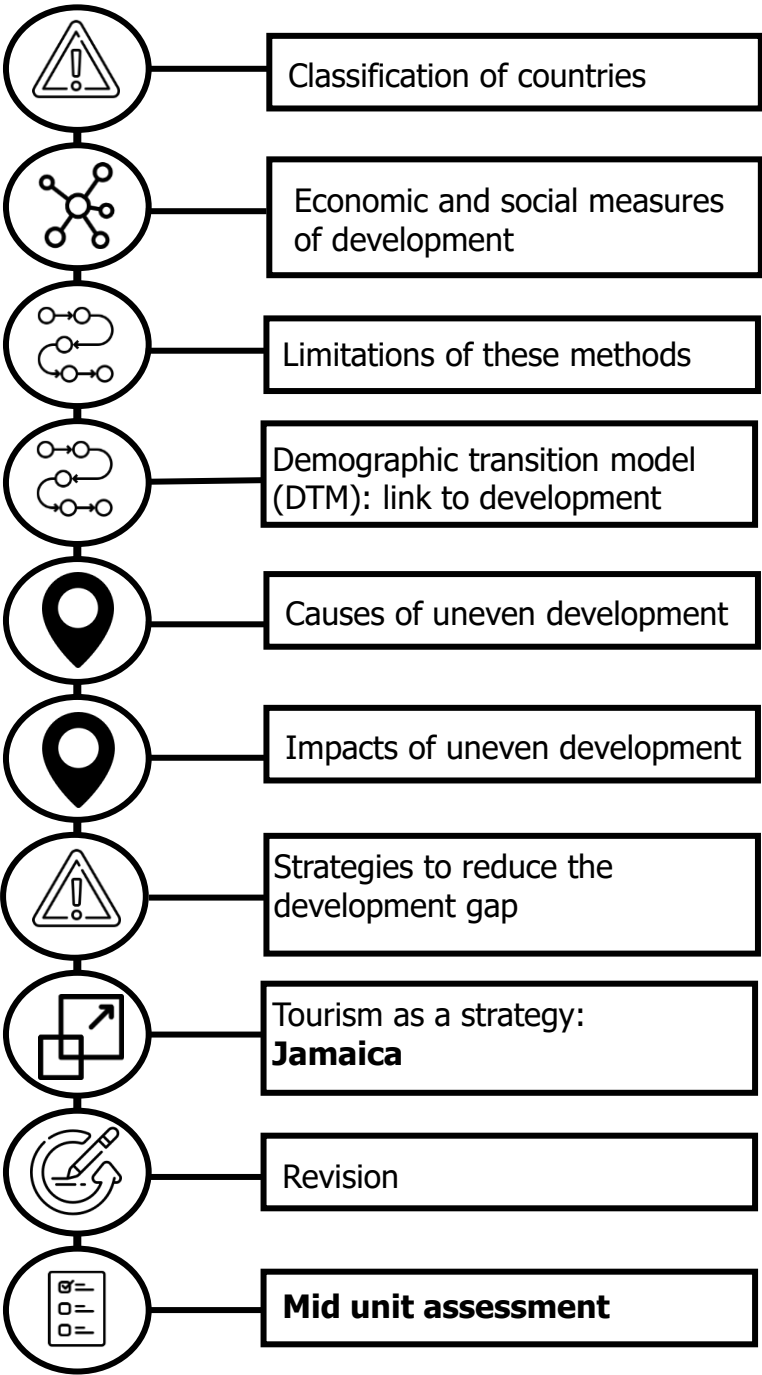 Classification of countries
Economic and social measures
of development
Limitations of these methods
Demographic transition model
(DTM): link to development
Causes of uneven development
Impacts of uneven development
Strategies to reduce the
development gap
Tourism as a strategy:
Jamaica
Revision
Mid unit assessment